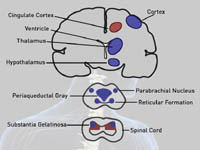 Cingulate Cortex
Cortex
Ventricle
Thalamus
Hypothalamus
Periaqueductal Gray
Parabrachial Nucleus
Reticular Formation
Substantia Gelatinosa
Spinal Cord